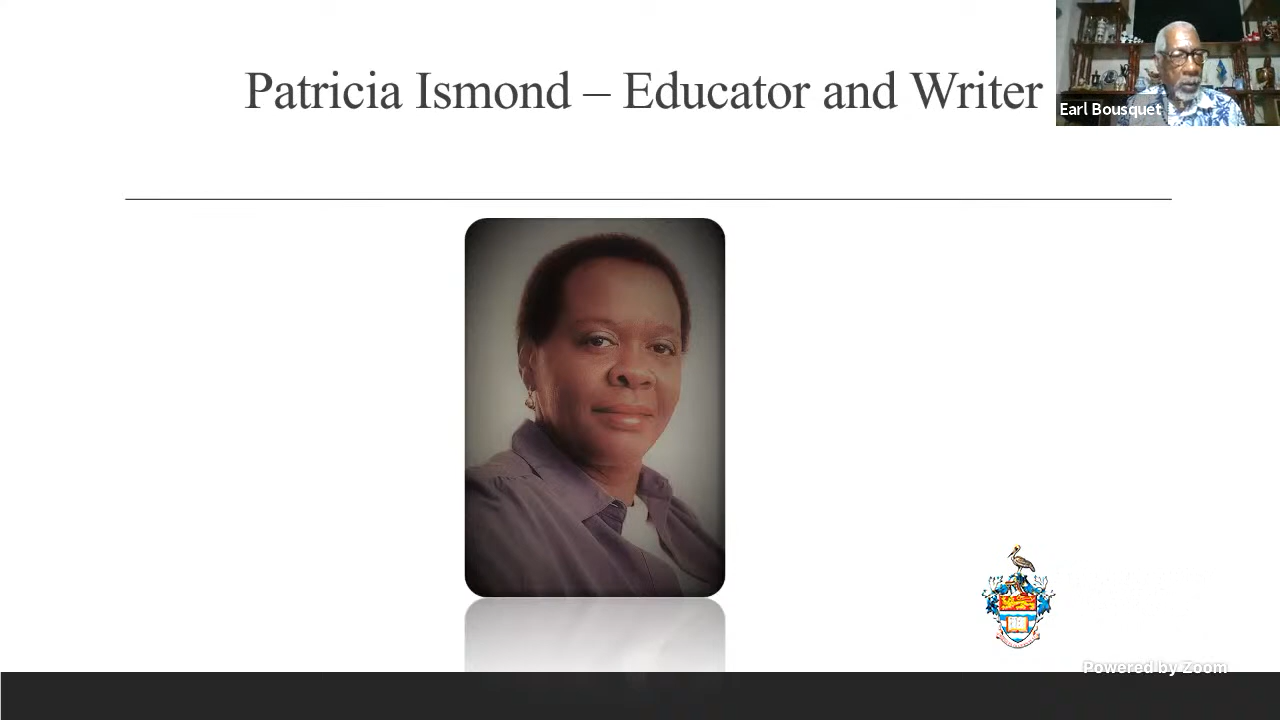 Patricia Ismond – Educator and Writer
Earl Bousquet
Powered by Zoom